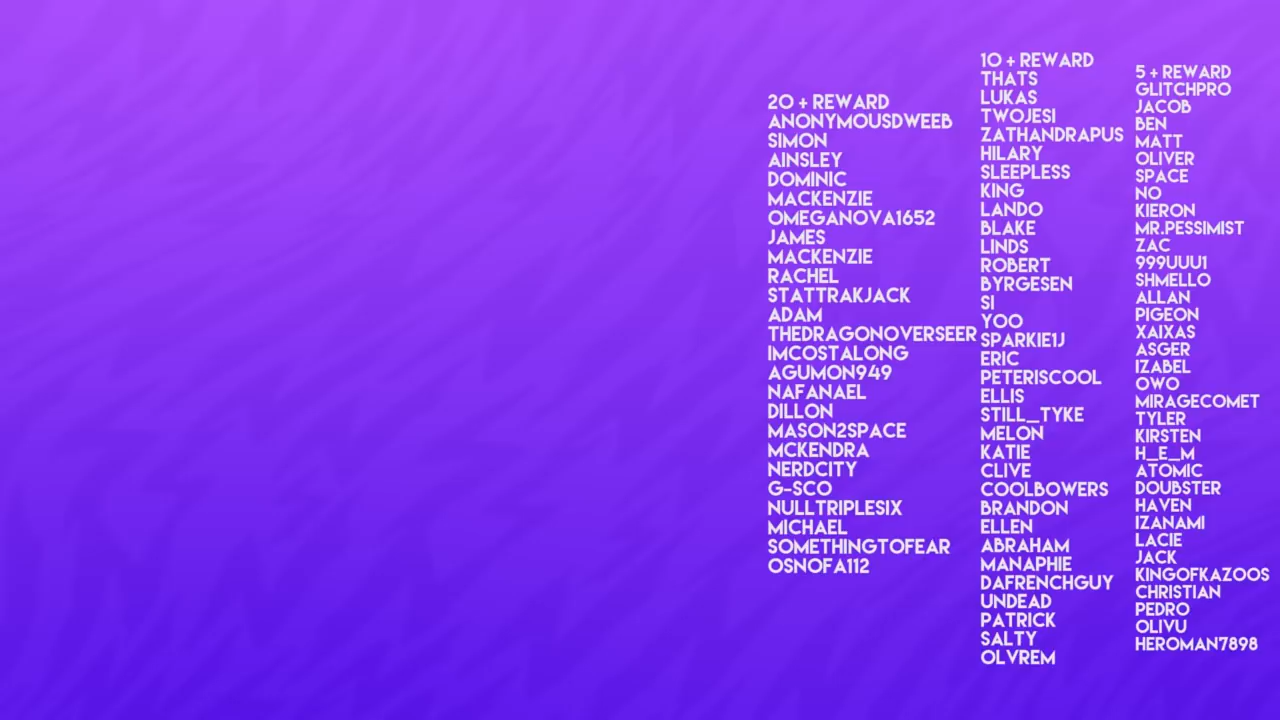 20 + REWARD
ANONYMOUSDWEEB
SIMON
AINSLEY
DOMINIC
MACKENZIE
OMEGANOVA1652
JAMES
MACKENZIE
RACHEL
STATTRAKJACK
ADAM
THEDRAGONOVERSEER
IMCOSTALONG
AGUMON949
NAFANAEL
DILLON
MASON2SPACE
MCKENDRA
NERDCITY
G-SCO
NULLTRIPLESIX
MICHAEL
SOMETHINGTOFEAR
OSNOFA112
10 + REWARD
THATS
LUKAS
TWOJESI
ZATHANDRAPUS
HILARY
SLEEPLESS
KING
LANDO
BLAKE
LINDS
ROBERT
BYRGESEN
SI
YOO
SPARKIE1J
ERIC
PETERISCOOL
ELLIS
STILL_TYKE
MELON
KATIE
CLIVE
COOLBOWERS
BRANDON
ELLEN
ABRAHAM
MANAPHIE
DAFRENCHGUY
UNDEAD
PATRICK
SALTY
OLVREM
5 + REWARD
GLITCHPRO
JACOB
BEN
MATT
OLIVER
SPACE
NO
KIERON
MR.PESSIMIST
ZAC
999UUU1
SHMELLO
ALLAN
PIGEON
XAIXAS
ASGER
IZABEL
OWO
MIRAGECOMET
TYLER
KIRSTEN
H_E_M
ATOMIC
DOUBSTER
HAVEN
IZANAMI
LACIE
JACK
KINGOFKAZOOS
CHRISTIAN
PEDRO
OLIVU
HEROMAN7898